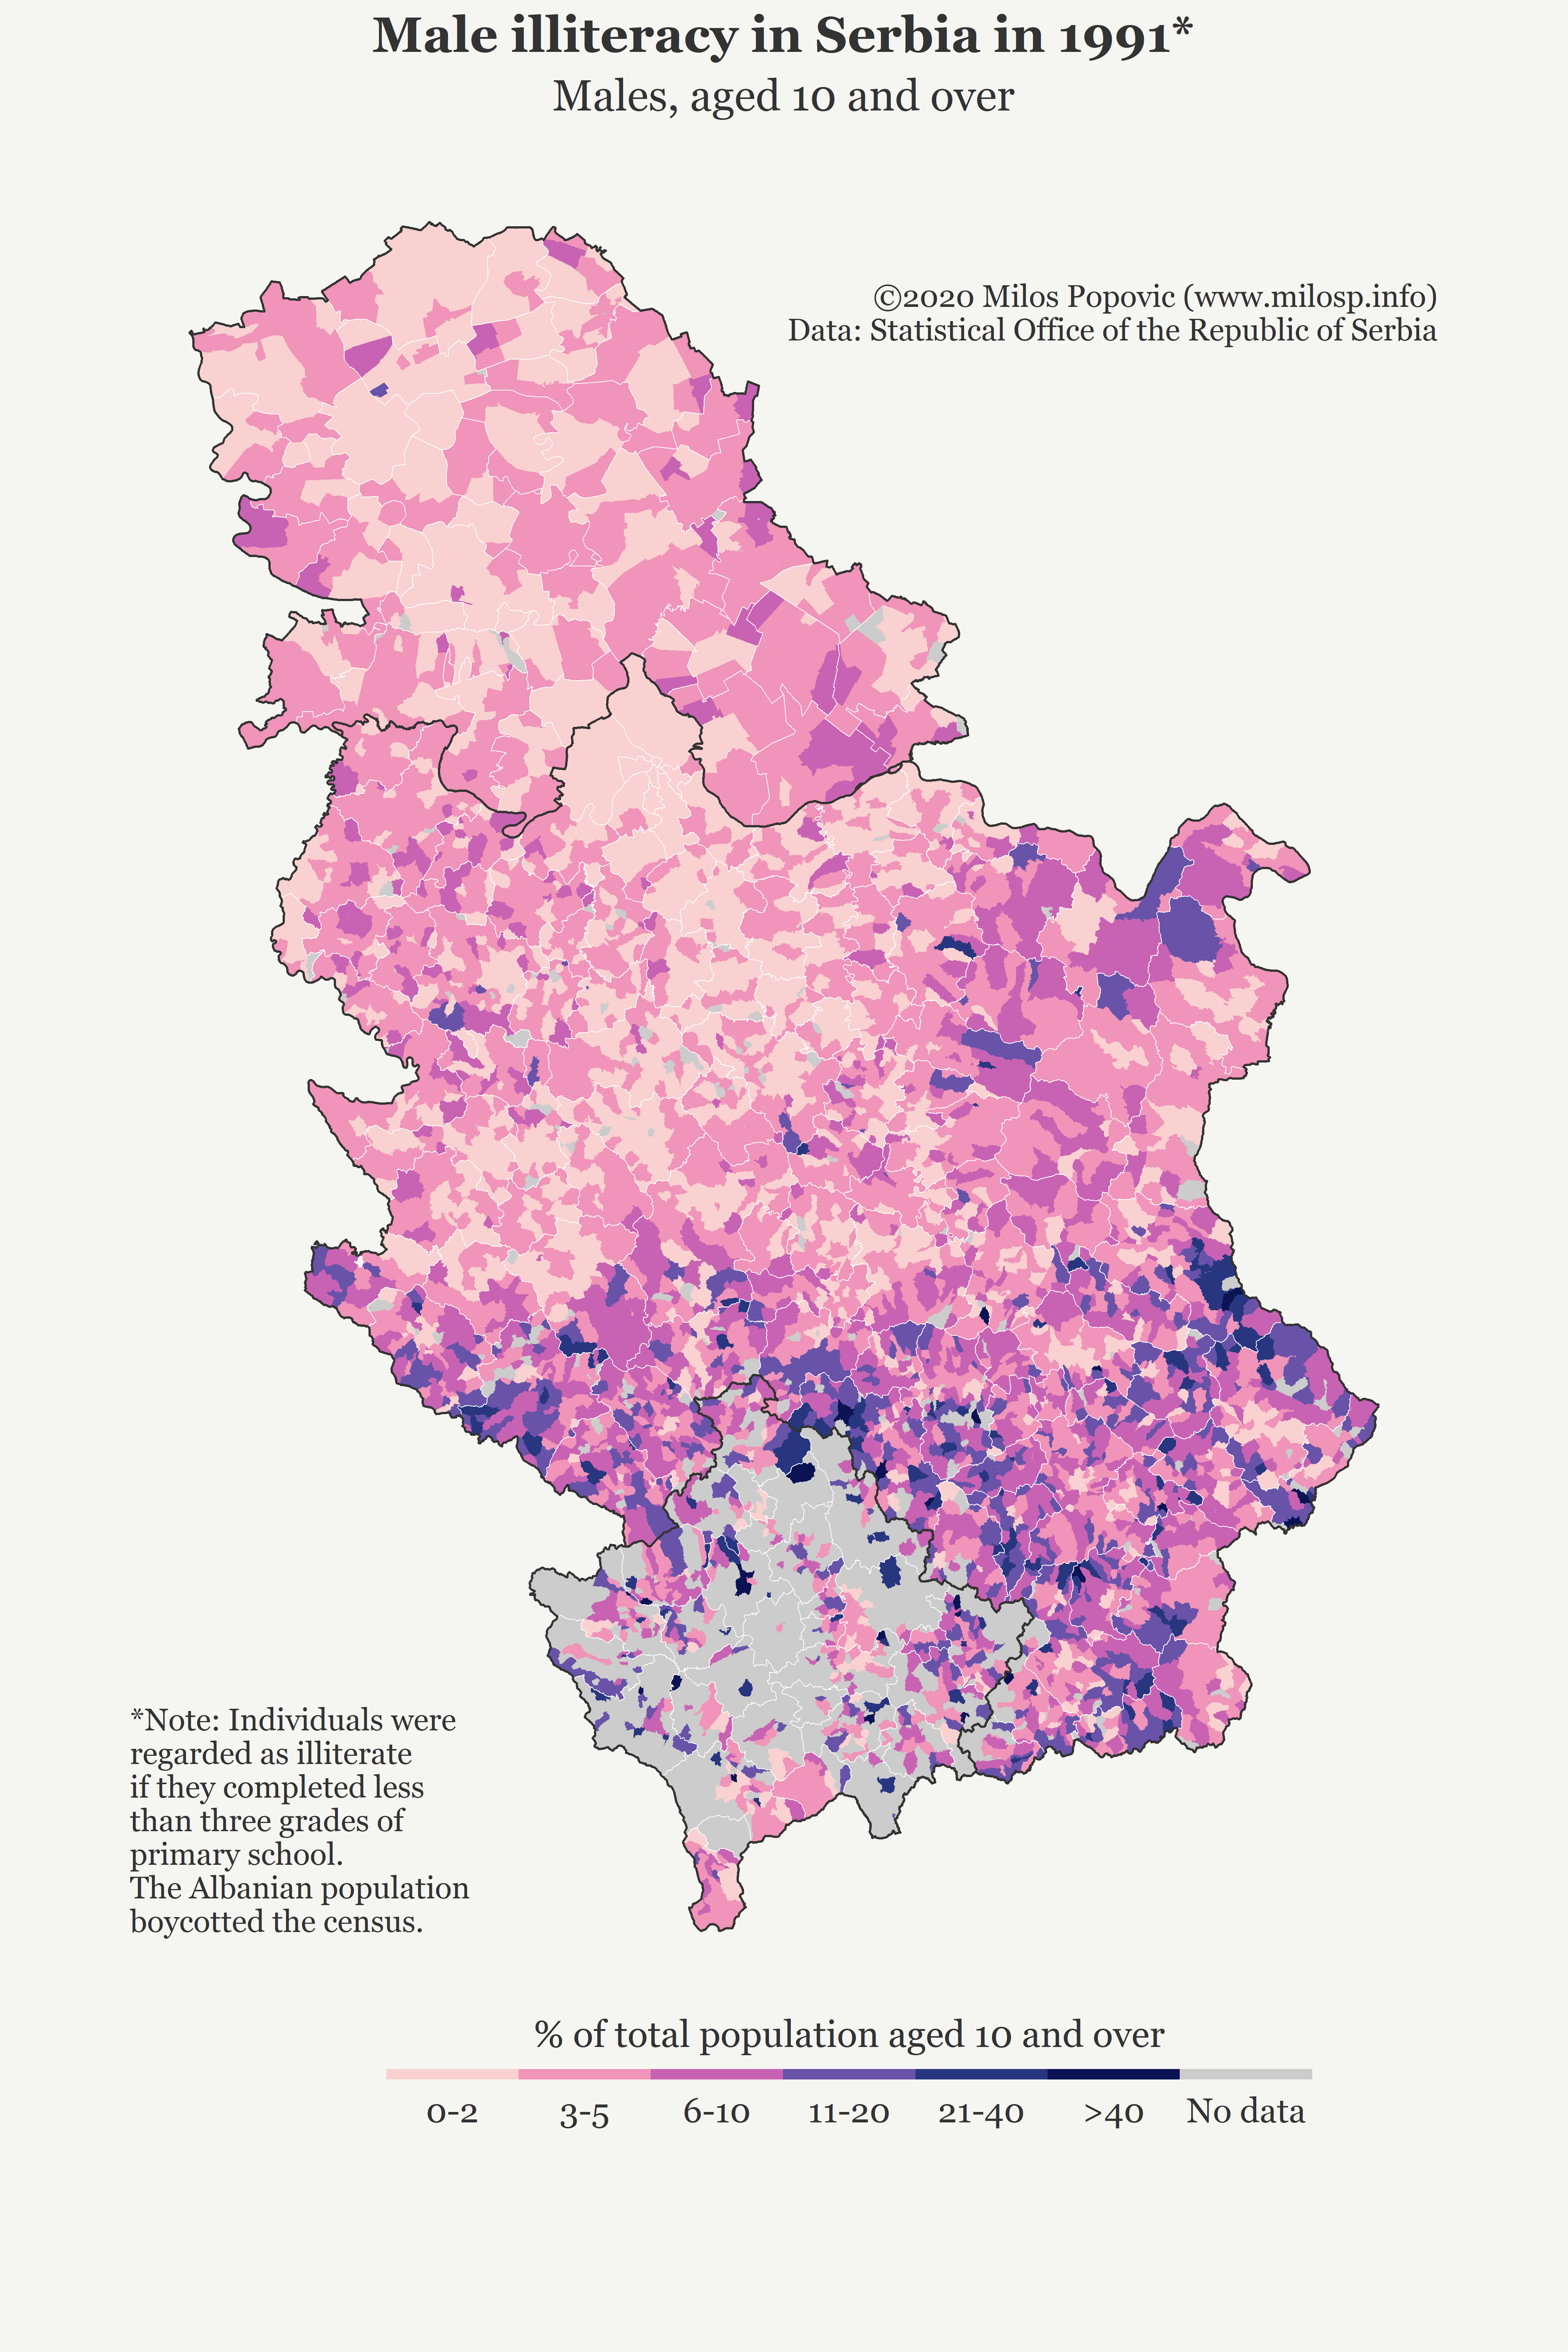 Male illiteracy in Serbia in 1991*
Males, aged 10 and over
©2020 Milos Popovic (www.milosp.info)
Data: Statistical Office of the Republic of Serbia
*Note: Individuals were
regarded as illiterate
if they completed less
than three grades of
primary school.
The Albanian population
boycotted the census.
% of total population aged 10 and over
0-2 3-5 6-10 11-20 21-40 >40 No data